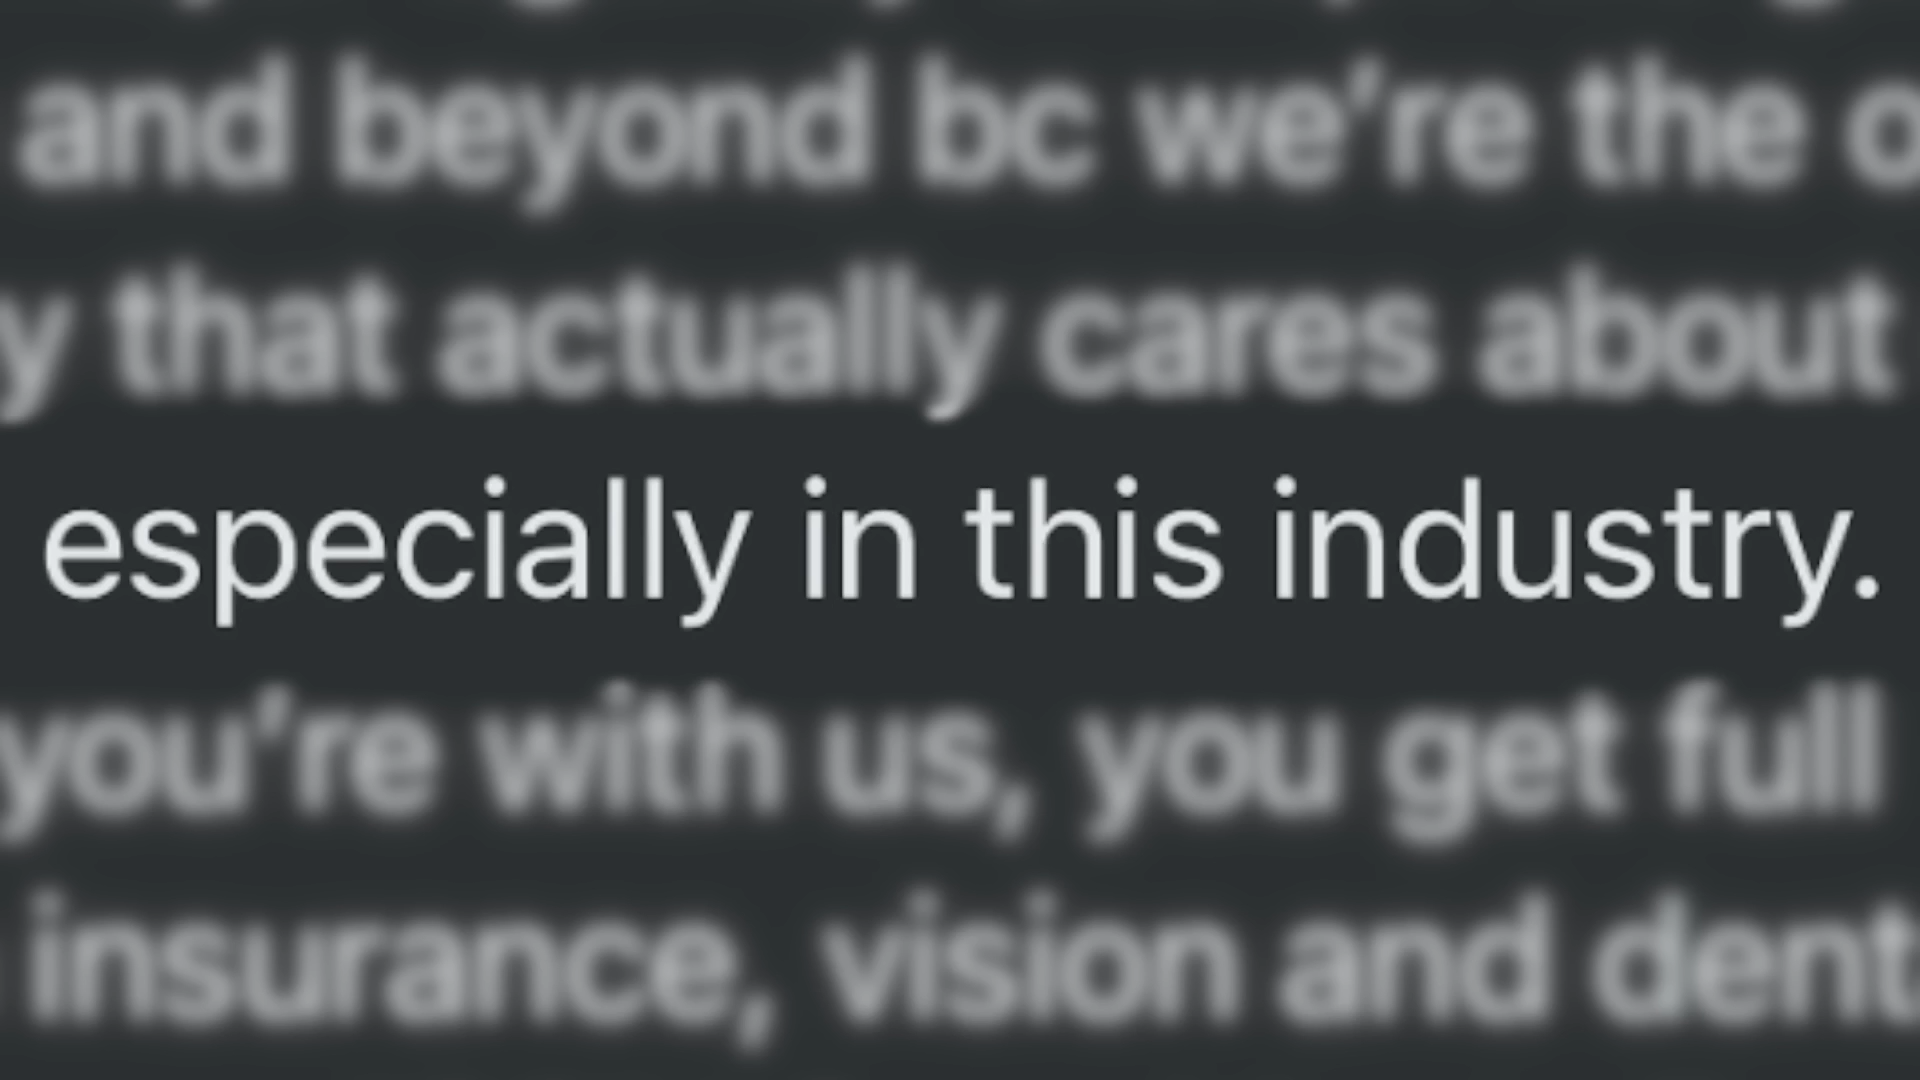 and beyond bc we're the
that actually cares about
especially in this industry.
you're with us, you get full
insurance, vision and